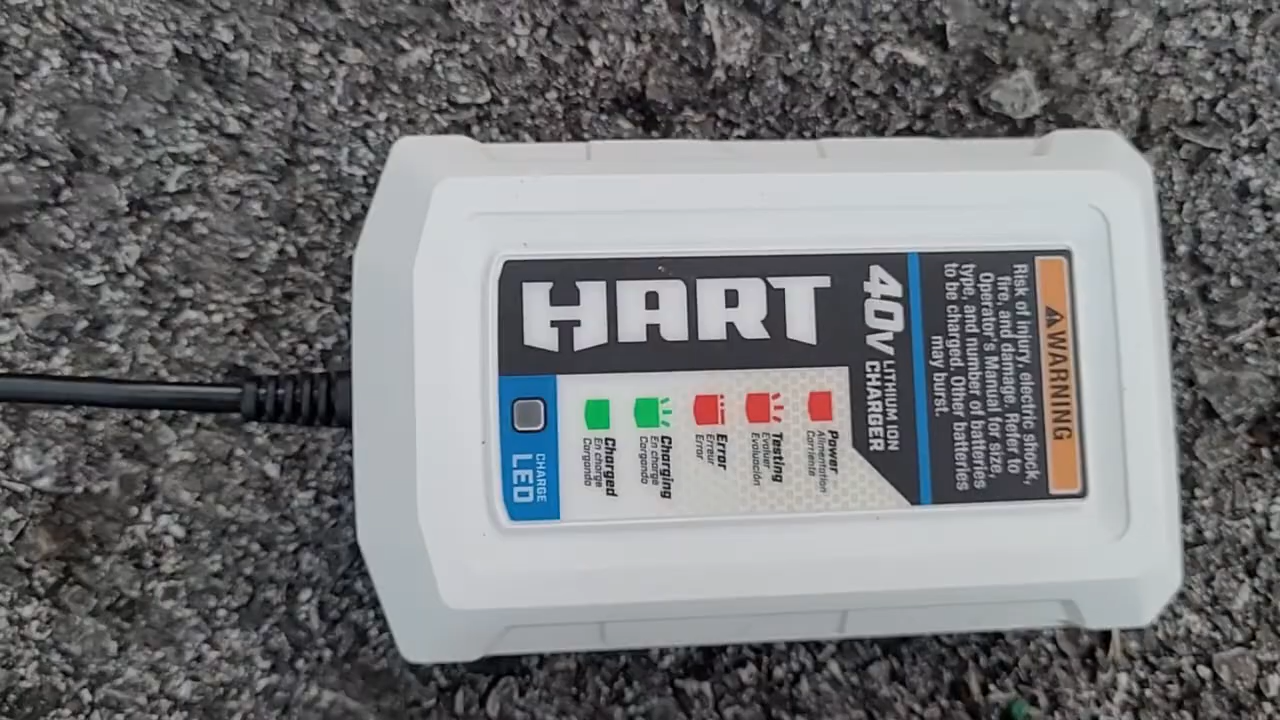 HART
40V LITHIUM ION
CHARGER
⚠WARNING
Risk of injury, electric shock,
fire, and damage. Refer to
Operator's Manual for size,
type, and number of batteries
to be charged. Other batteries
may burst.
Power
Alimentation
Corriente
Testing
Évaluer
Evaluación
Error
Erreur
Error
Charging
En charge
Cargando
Charged
En charge
Cargando
CHARGE
LED